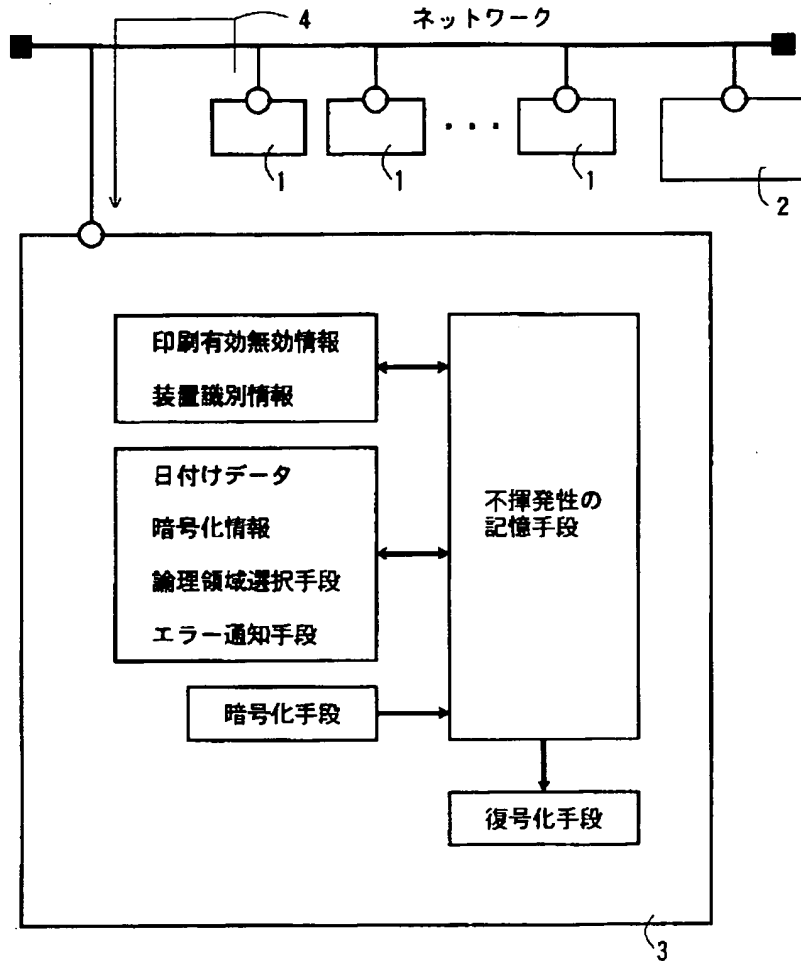 4 ネットワーク
1 1 ・・・ 1 2
印刷有効無効情報
装置識別情報
日付けデータ
暗号化情報
論理領域選択手段
エラー通知手段
不揮発性の
記憶手段
暗号化手段
復号化手段
3